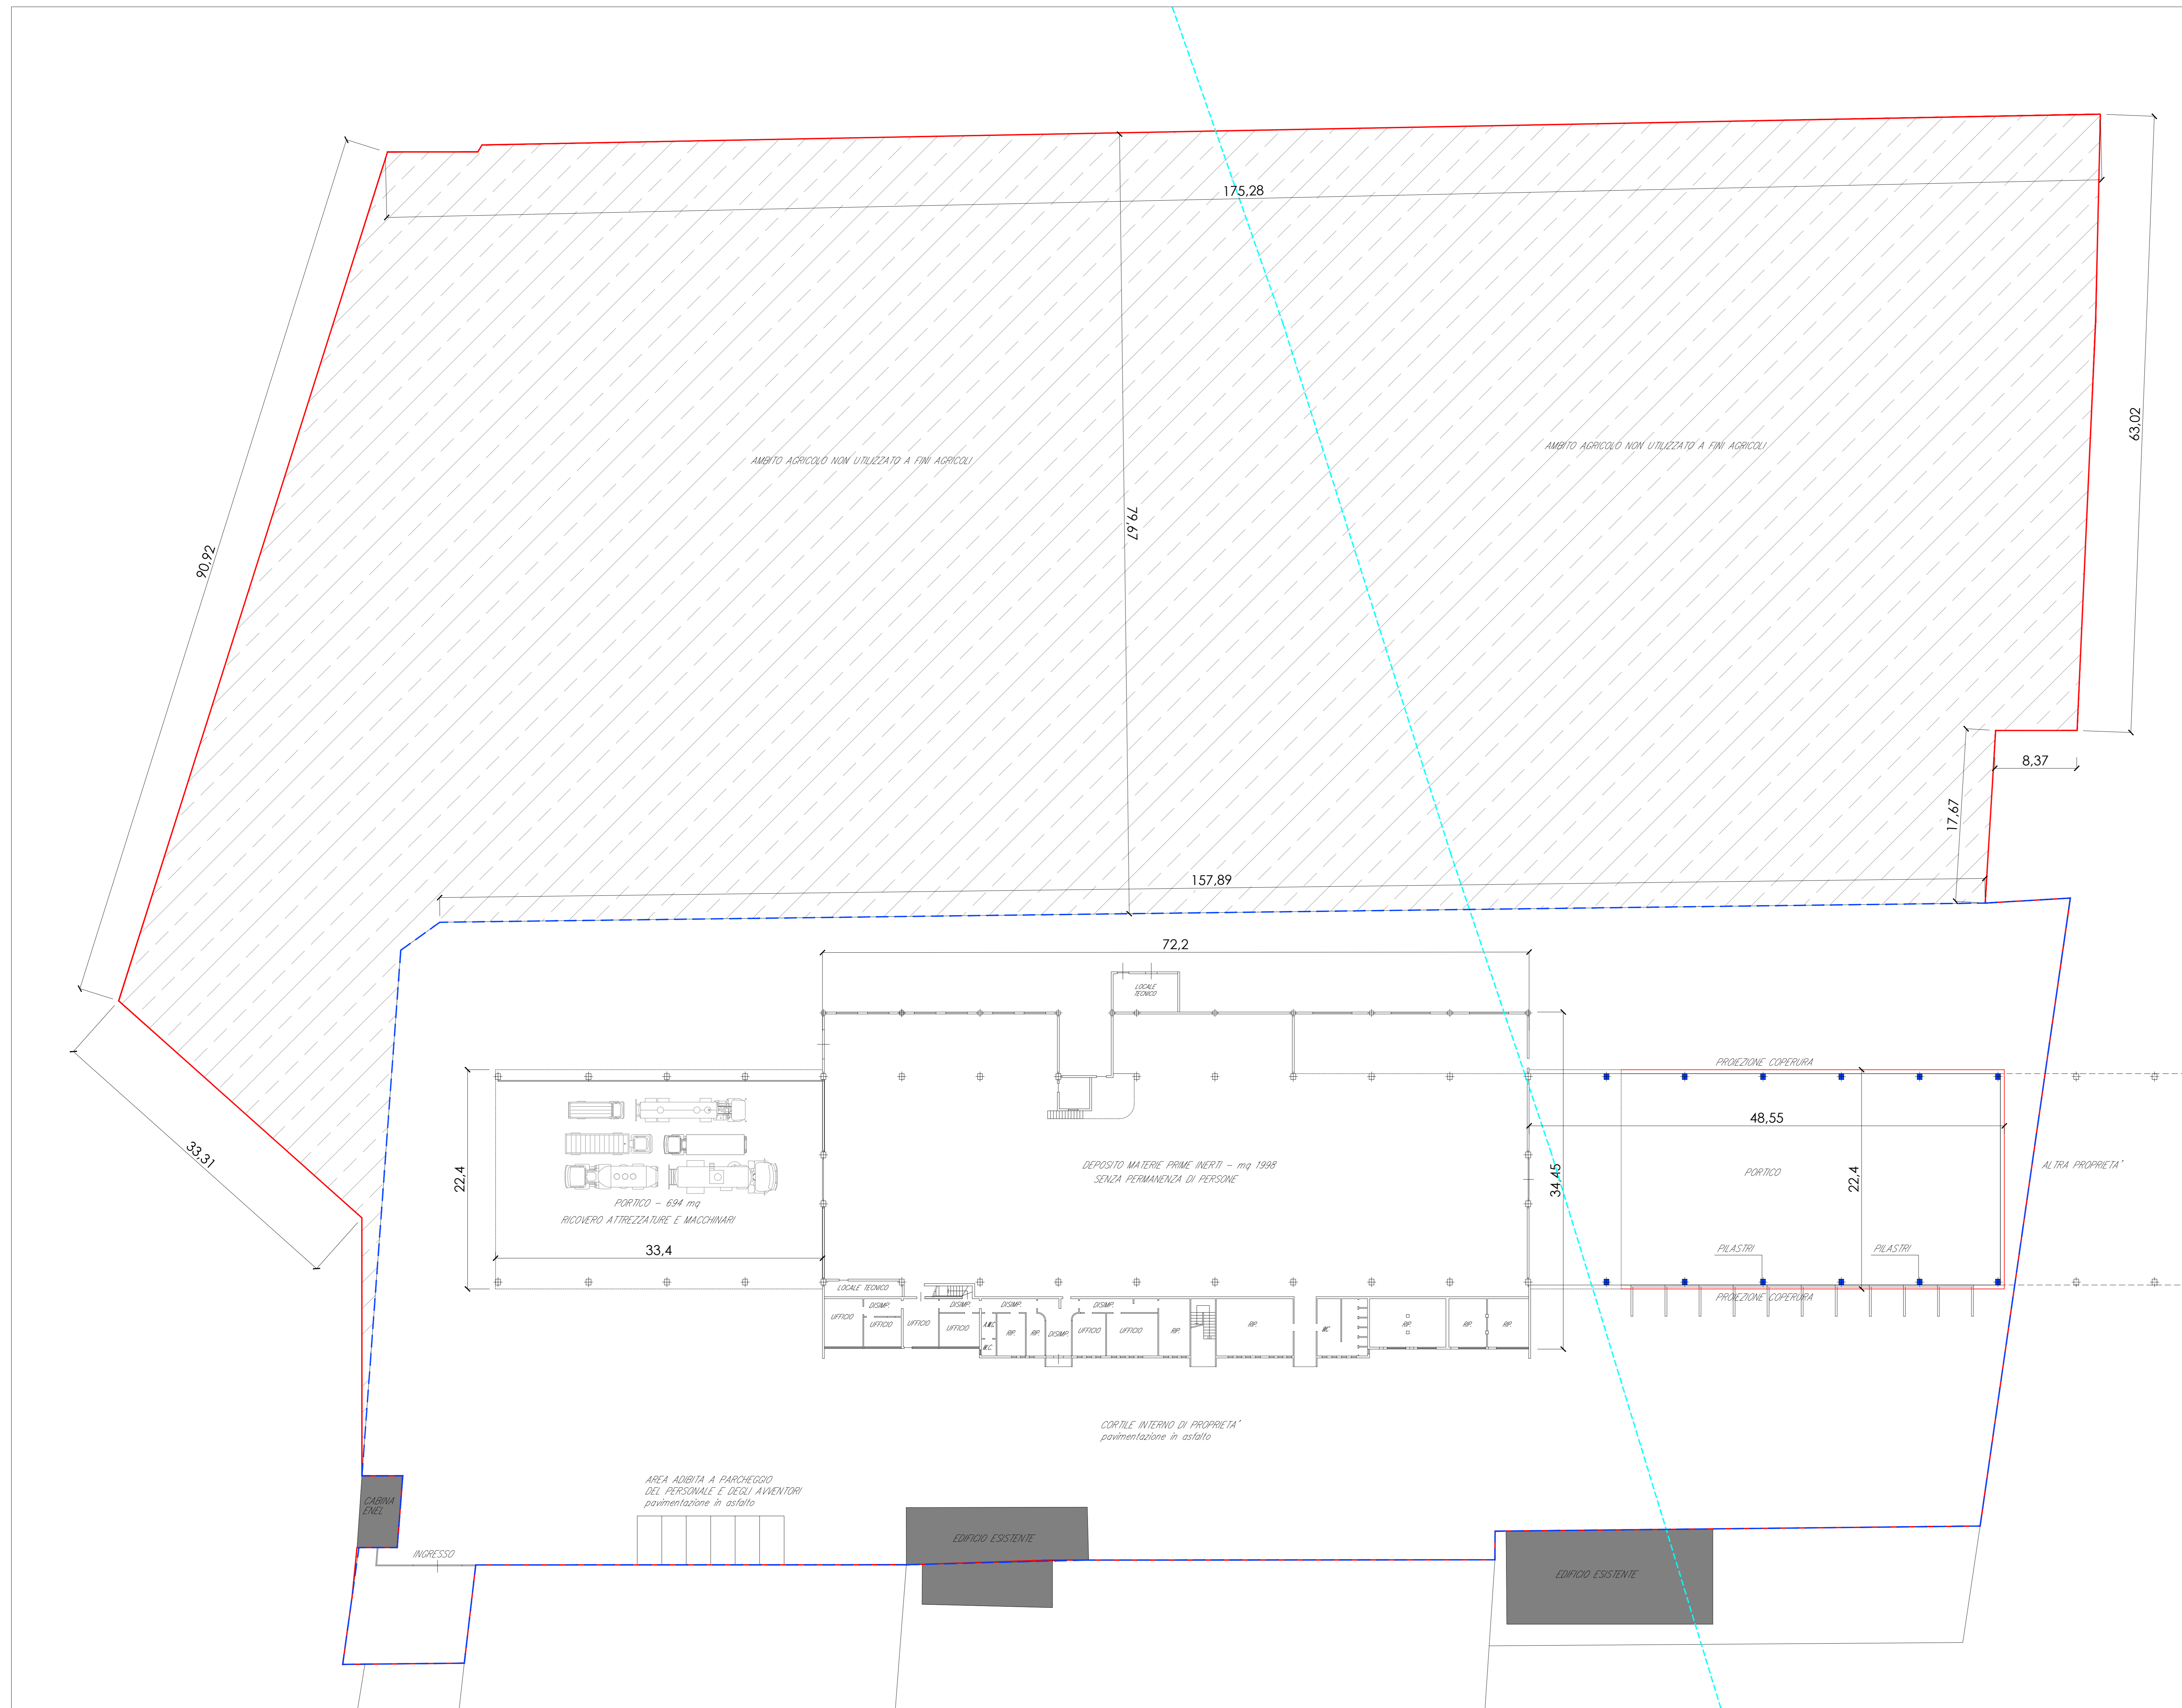 175,28
63,02
AMBITO AGRICOLO NON UTILIZZATO A FINI AGRICOLI
AMBITO AGRICOLO NON UTILIZZATO A FINI AGRICOLI
79,67
90,92
8,37
17,67
157,89
72,2
LOCALE
TECNICO
PROIEZIONE COPERURA
48,55
33,31
22,4
DEPOSITO MATERIE PRIME INERTI - mq 1998
SENZA PERMANENZA DI PERSONE
34,45
PORTICO
22,4
ALTRA PROPRIETA'
PORTICO - 694 mq
RICOVERO ATTREZZATURE E MACCHINARI
33,4
PILASTRI
PILASTRI
LOCALE TECNICO
PROIEZIONE COPERURA
DISIMP.
DISIMP.
DISIMP.
DISIMP.
UFFICIO
UFFICIO
UFFICIO
UFFICIO
A.W.C.
W.C.
RIP.
RIP.
DISIMP.
UFFICIO
UFFICIO
RIP.
RIP.
WC
RIP.
RIP.
RIP.
CORTILE INTERNO DI PROPRIETA'
pavimentazione in asfalto
AREA ADIBITA A PARCHEGGIO
DEL PERSONALE E DEGLI AVVENTORI
pavimentazione in asfalto
CABINA
ENEL
INGRESSO
EDIFICIO ESISTENTE
EDIFICIO ESISTENTE